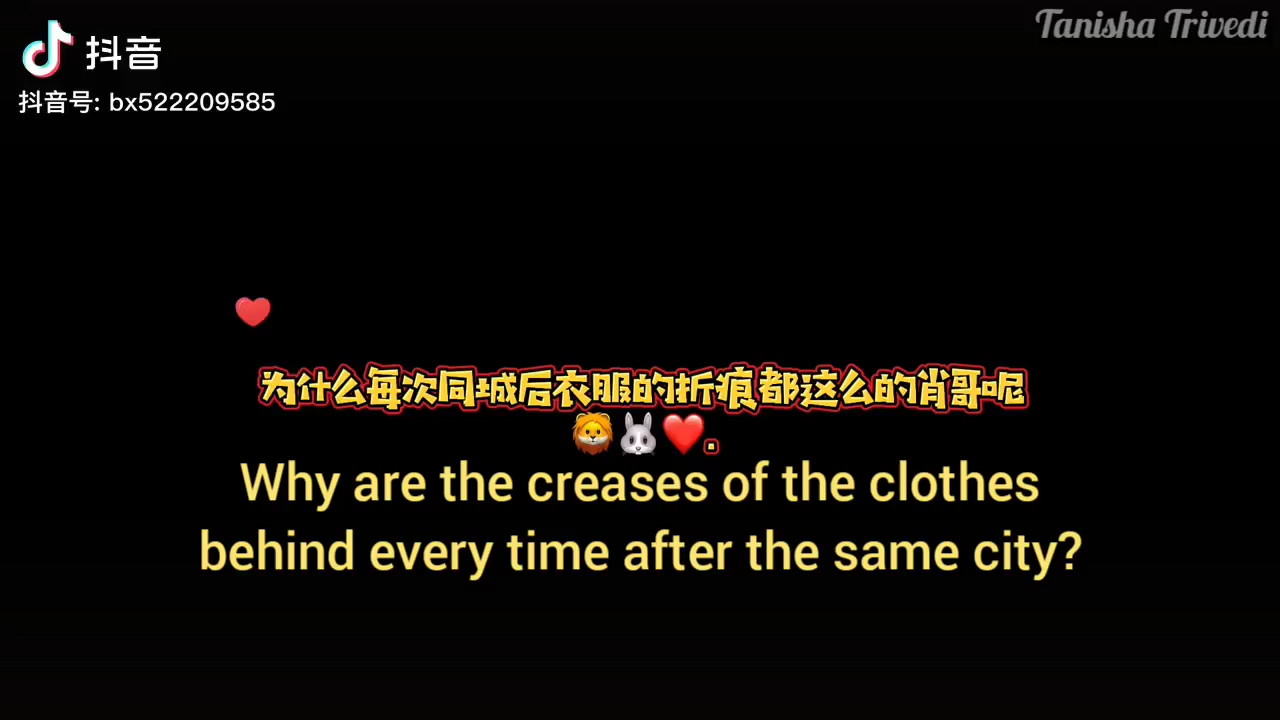 Tanisha Trivedi
抖音
抖音号: bx522209585
❤️
为什么每次同城后衣服的折痕都这么的肖哥呢
🦁🐰❤️.
Why are the creases of the clothes
behind every time after the same city?